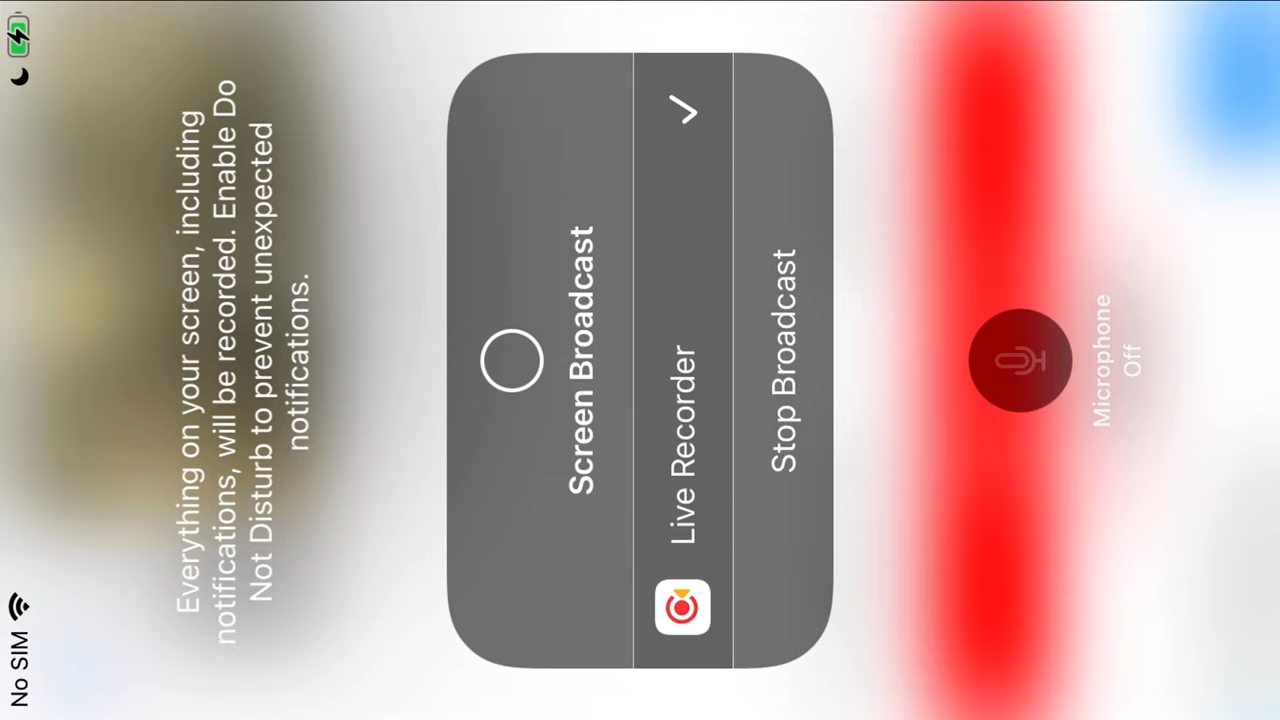 No SIM
Everything on your screen, including
notifications, will be recorded. Enable Do
Not Disturb to prevent unexpected
notifications.
Screen Broadcast
Live Recorder
Stop Broadcast
Microphone
Off